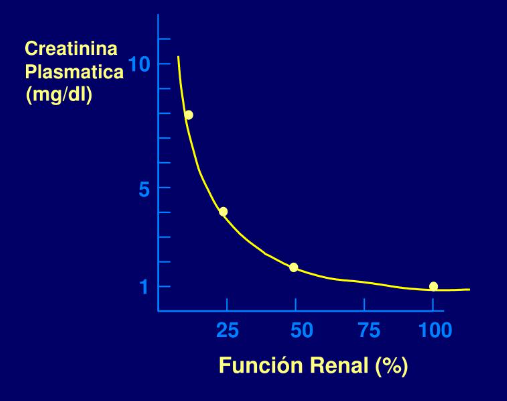 Creatinina
Plasmatica
(mg/dl)
10
5
1
25 50 75 100
Función Renal (%)